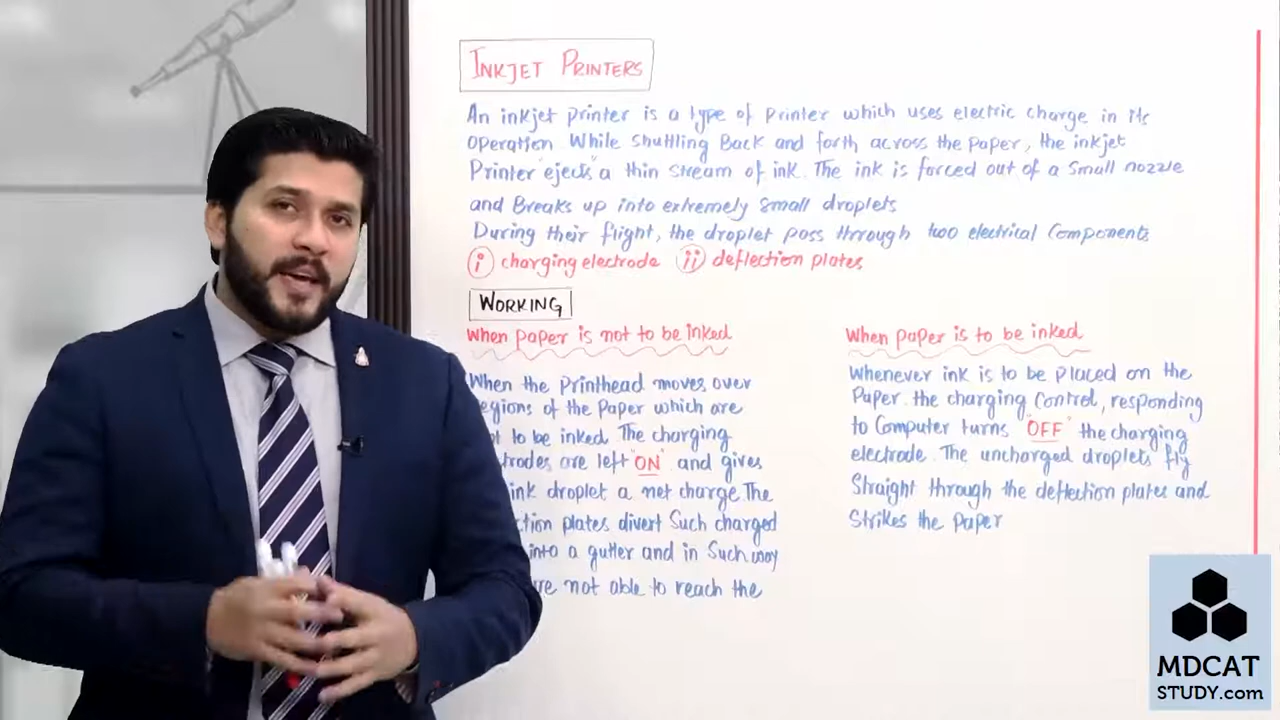 INKJET PRINTERS
An inkjet printer is a type of printer which uses electric charge in its
operation. While Shuttling Back and forth across the Paper, the inkjet
Printer "ejects" a thin stream of ink. The ink is forced out of a Small nozzle
and Breaks up into extremely Small droplets
During their flight, the droplet pass through two electrical Components
i charging electrode ii deflection plates
WORKING
When paper is not to be inked
When the Printhead moves over
egions of the Paper which are
to be inked. The charging
trodes are left "ON" and gives
ink droplet a net charge. The
ction plates divert Such charged
into a gutter and in Such way
re not able to reach the
When paper is to be inked
Whenever ink is to be placed on the
Paper. the charging Control, responding
to Computer turns "OFF" the charging
electrode. The uncharged droplets fly
Straight through the deflection plates and
Strikes the Paper
MDCAT
STUDY.com